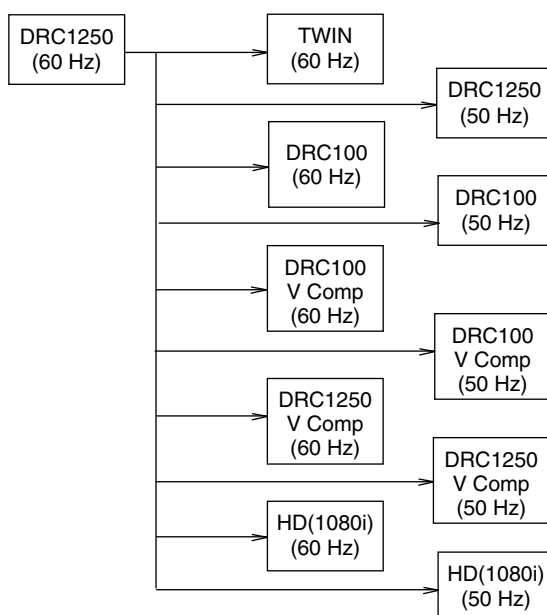 DRC1250
(60 Hz)
TWIN
(60 Hz)
DRC1250
(50 Hz)
DRC100
(60 Hz)
DRC100
(50 Hz)
DRC100
V Comp
(60 Hz)
DRC100
V Comp
(50 Hz)
DRC1250
V Comp
(60 Hz)
DRC1250
V Comp
(50 Hz)
HD(1080i)
(60 Hz)
HD(1080i)
(50 Hz)